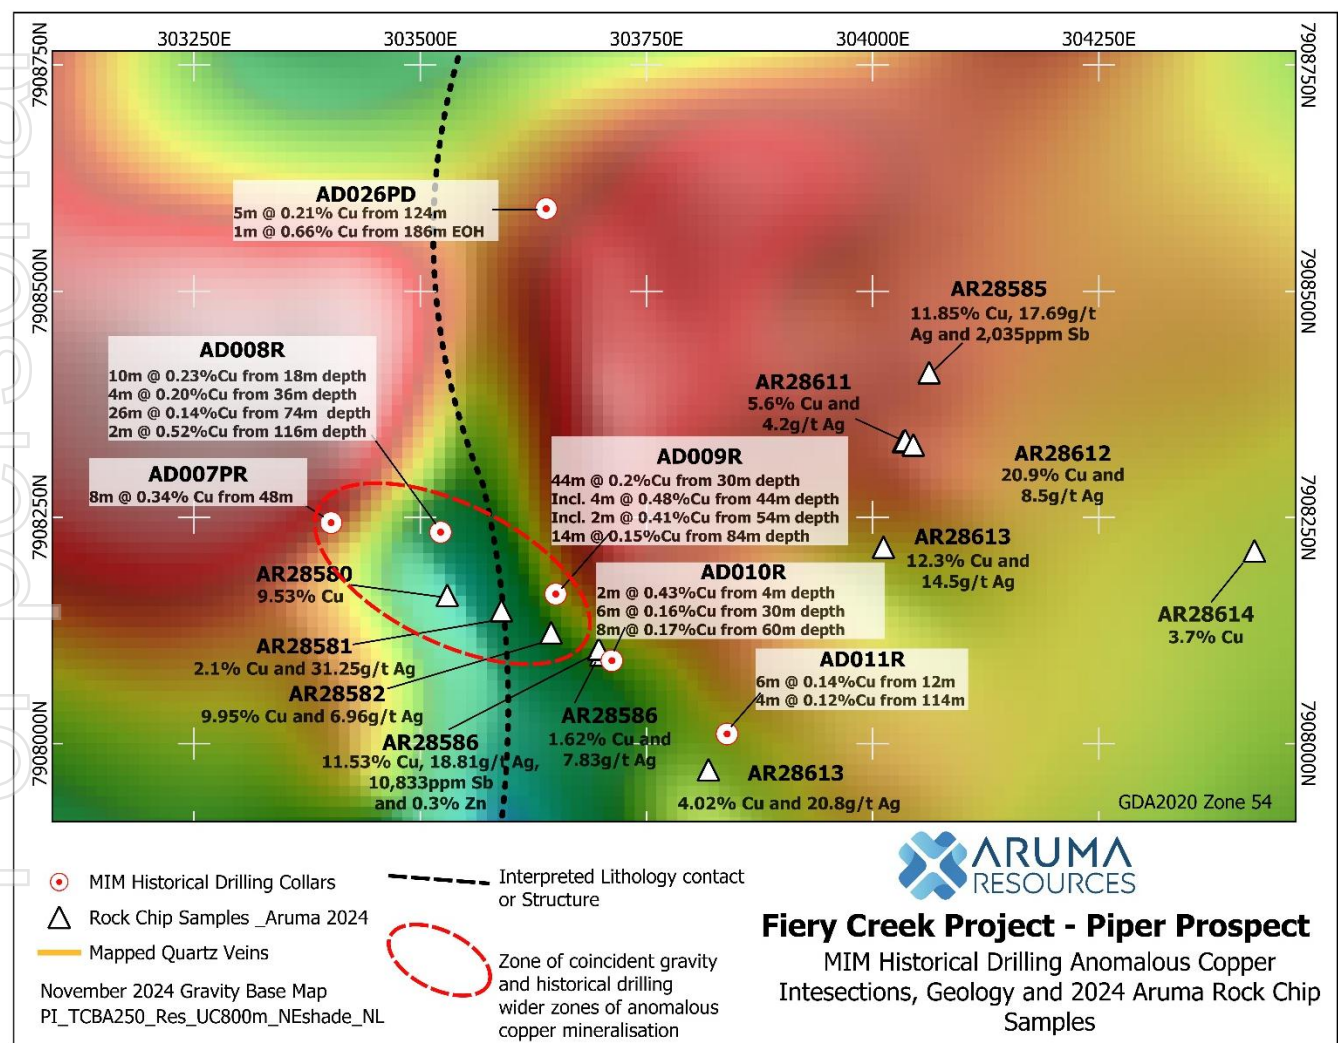 303250E 303500E 303750E 304000E 304250E
7908750N
7908750N
7908500N
7908500N
7908250N
7908250N
7908000N
7908000N
AD026PD
5m @ 0.21% Cu from 124m
1m @ 0.66% Cu from 186m EOH
AR28585
11.85% Cu, 17.69g/t
Ag and 2,035ppm Sb
AD008R
10m @ 0.23%Cu from 18m depth
4m @ 0.20%Cu from 36m depth
26m @ 0.14%Cu from 74m depth
2m @ 0.52%Cu from 116m depth
AR28611
5.6% Cu and
4.2g/t Ag
AD007PR
8m @ 0.34% Cu from 48m
AD009R
44m @ 0.2%Cu from 30m depth
Incl. 4m @ 0.48%Cu from 44m depth
Incl. 2m @ 0.41%Cu from 54m depth
14m @ 0.15%Cu from 84m depth
AR28612
20.9% Cu and
8.5g/t Ag
AR28613
12.3% Cu and
14.5g/t Ag
AR28580
9.53% Cu
AD010R
2m @ 0.43%Cu from 4m depth
6m @ 0.16%Cu from 30m depth
8m @ 0.17%Cu from 60m depth
AR28614
3.7% Cu
AR28581
2.1% Cu and 31.25g/t Ag
AR28582
9.95% Cu and 6.96g/t Ag
AD011R
6m @ 0.14%Cu from 12m
4m @ 0.12%Cu from 114m
AR28586
11.53% Cu, 18.81g/t Ag,
10,833ppm Sb
and 0.3% Zn
AR28586
1.62% Cu and
7.83g/t Ag
AR28613
4.02% Cu and 20.8g/t Ag
GDA2020 Zone 54
MIM Historical Drilling Collars
Rock Chip Samples _Aruma 2024
Mapped Quartz Veins
November 2024 Gravity Base Map
PI_TCBA250_Res_UC800m_NEshade_NL
Interpreted Lithology contact
or Structure
Zone of coincident gravity
and historical drilling
wider zones of anomalous
copper mineralisation
ARUMA
RESOURCES
Fiery Creek Project - Piper Prospect
MIM Historical Drilling Anomalous Copper
Intesections, Geology and 2024 Aruma Rock Chip
Samples